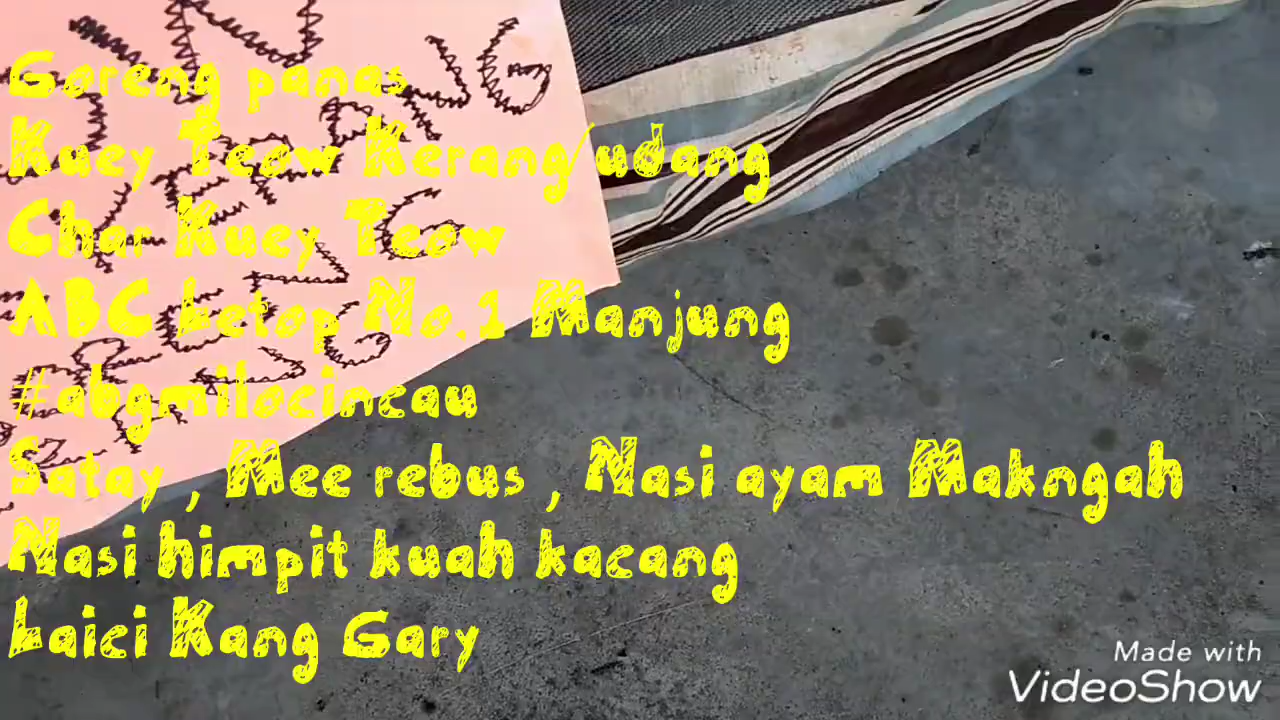 Goreng panas
Kuey Teow Kerang/udang
Char Kuey Teow
ABC Letop No.1 Manjung
#abgmilocincau
Satay , Mee rebus , Nasi ayam Makngah
Nasi himpit kuah kacang
Laici Kang Gary
Made with
VideoShow